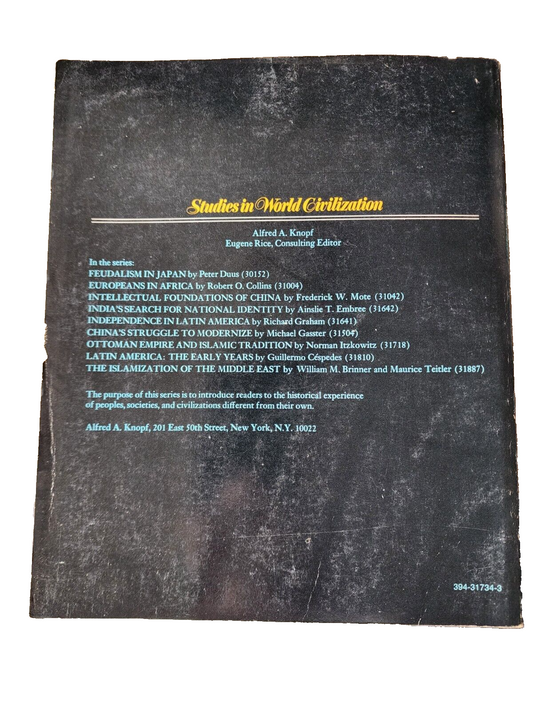 Studies in World Civilization
Alfred A. Knopf
Eugene Rice, Consulting Editor
In the series:
FEUDALISM IN JAPAN by Peter Duus (30152)
EUROPEANS IN AFRICA by Robert O. Collins (31004)
INTELLECTUAL FOUNDATIONS OF CHINA by Frederick W. Mote (31042)
INDIA'S SEARCH FOR NATIONAL IDENTITY by Ainslie T. Embree (31642)
INDEPENDENCE IN LATIN AMERICA by Richard Graham (31641)
CHINA'S STRUGGLE TO MODERNIZE by Michael Gasster (31504)
OTTOMAN EMPIRE AND ISLAMIC TRADITION by Norman Itzkowitz (31718)
LATIN AMERICA: THE EARLY YEARS by Guillermo Céspedes (31810)
THE ISLAMIZATION OF THE MIDDLE EAST by William M. Brinner and Maurice Teitler (31887)
The purpose of this series is to introduce readers to the historical experience
of peoples, societies, and civilizations different from their own.
Alfred A. Knopf, 201 East 50th Street, New York, N.Y. 10022
394-31734-3